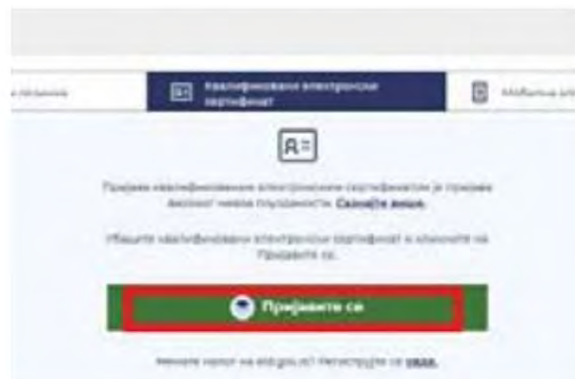 Квалификовани електронски
сертификат
Мобилна
Пријава квалификованим електронским сертификатом је пријава
високог нивоа поузданости. Сазнајте више.
Убаците квалификовани електронски сертификат и кликните на
Пријавите се.
Пријавите се
Немате налог на eid.gov.rs? Региструјте се овде.